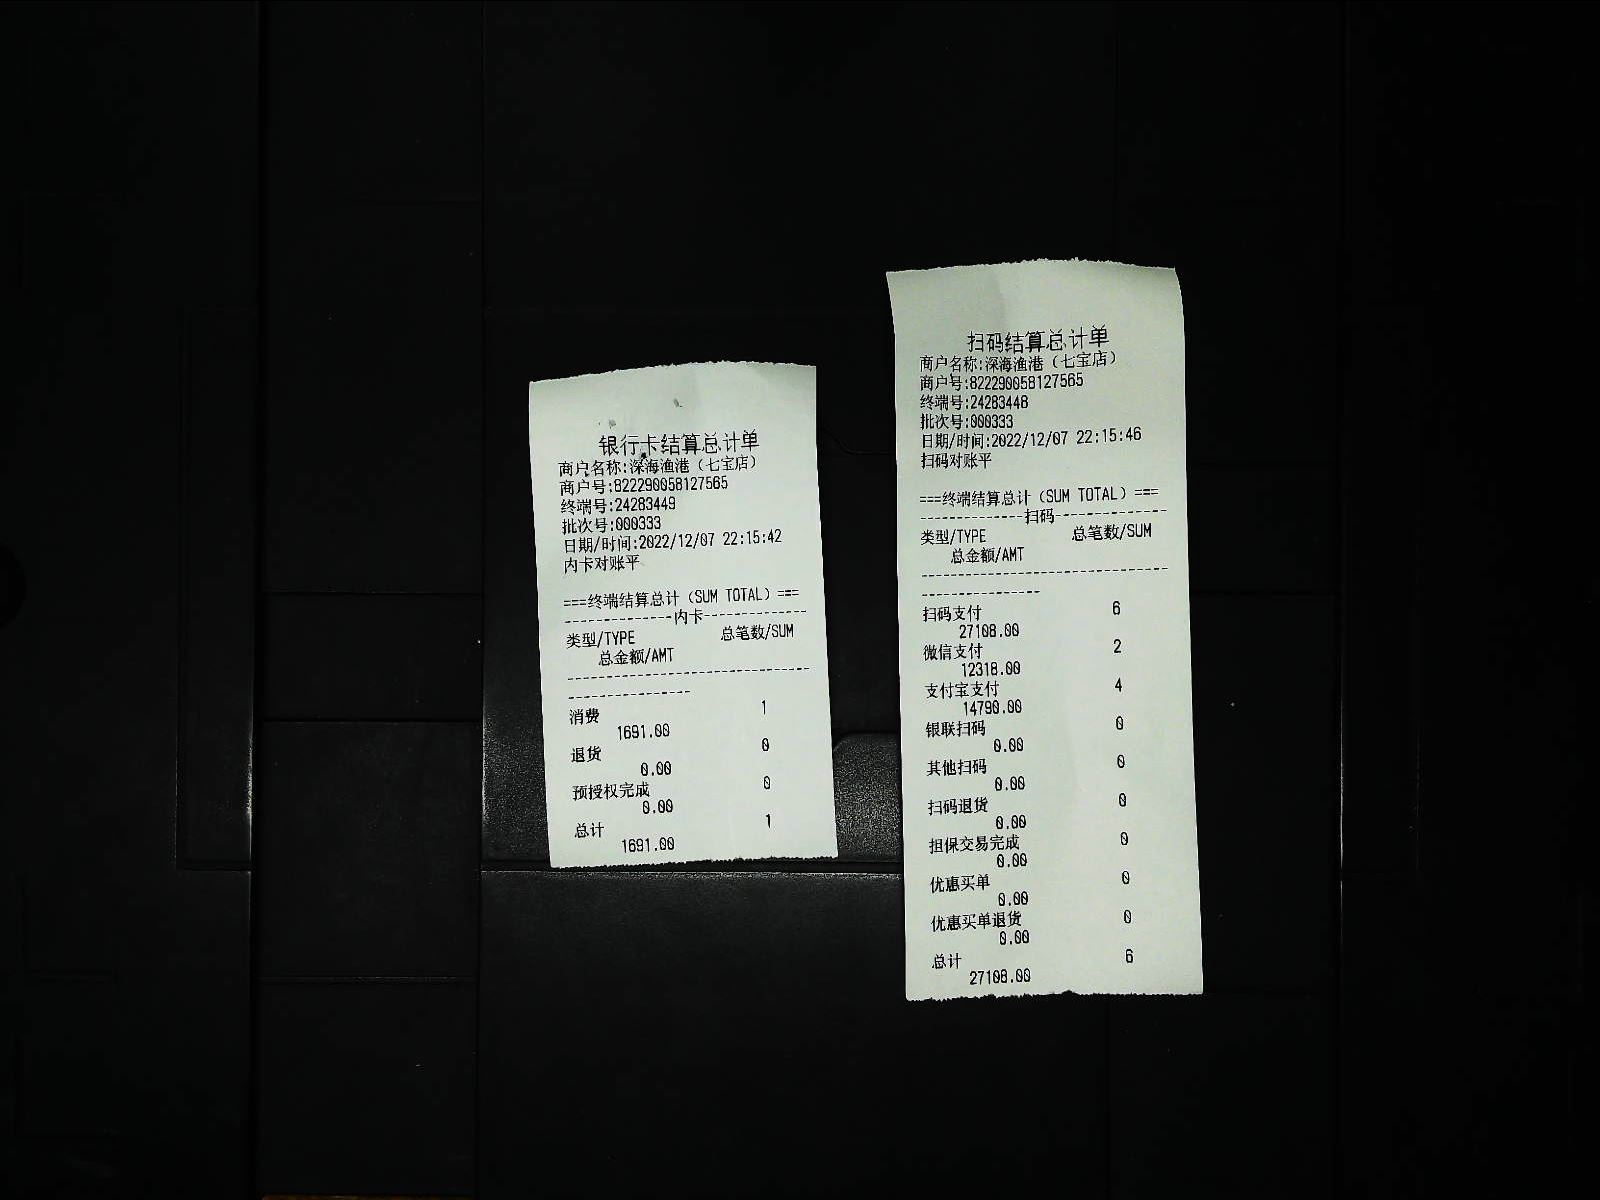 银行卡结算总计单
商户名称:深海渔港（七宝店）
商户号:822290058127565
终端号:24283449
批次号:000333
日期/时间:2022/12/07 22:15:42
内卡对账平
===终端结算总计（SUM TOTAL）===
--------------内卡--------------
类型/TYPE 总笔数/SUM
总金额/AMT
--------------------------------
----------------
消费 1
1691.00
退货 0
0.00
预授权完成 0
0.00
总计 1
1691.00
扫码结算总计单
商户名称:深海渔港（七宝店）
商户号:822290058127565
终端号:24283448
批次号:000333
日期/时间:2022/12/07 22:15:46
扫码对账平
===终端结算总计（SUM TOTAL）===
--------------扫码--------------
类型/TYPE 总笔数/SUM
总金额/AMT
--------------------------------
----------------
扫码支付 6
27108.00
微信支付 2
12318.00
支付宝支付 4
14790.00
银联扫码 0
0.00
其他扫码 0
0.00
扫码退货 0
0.00
担保交易完成 0
0.00
优惠买单 0
0.00
优惠买单退货 0
0.00
总计 6
27108.00